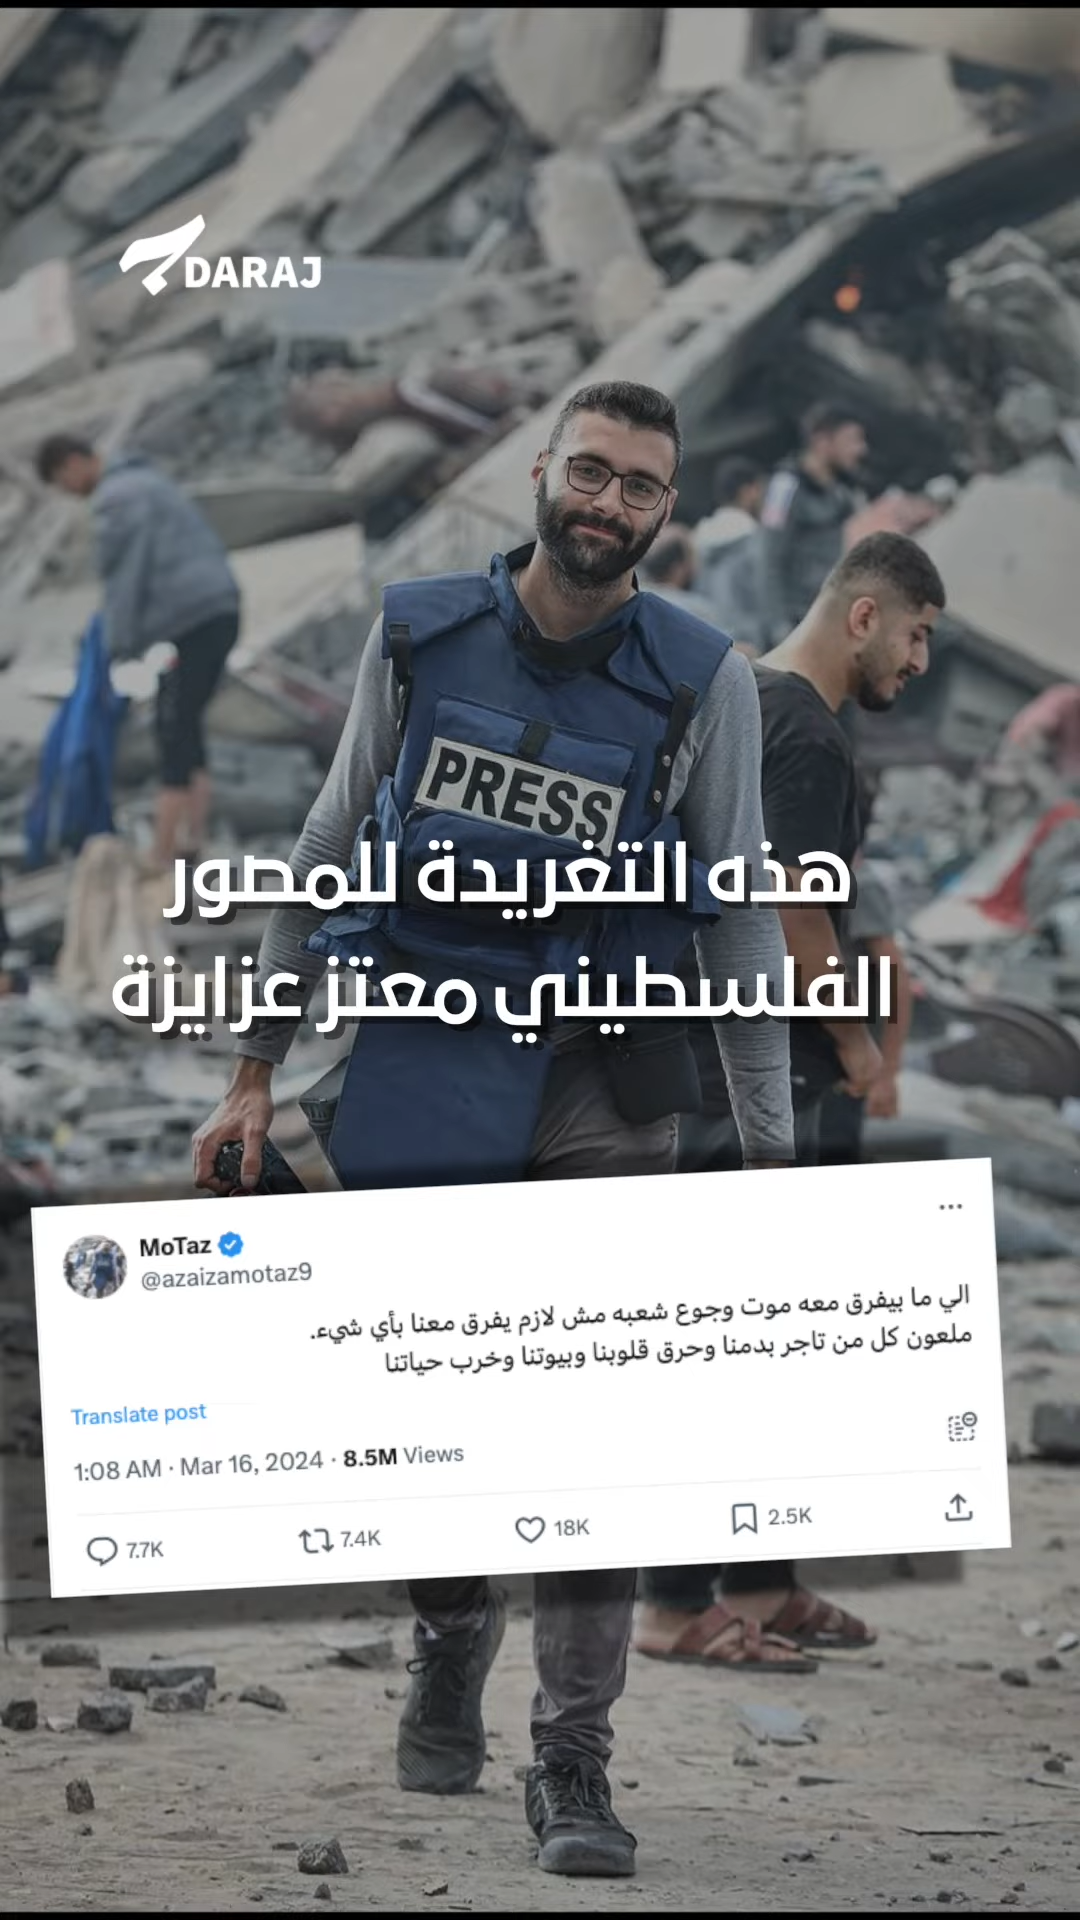 DARAJ
PRESS
هذه التغريدة للمصور
الفلسطيني معتز عزايزة
MoTaz
@azaizamotaz9
الي ما بيفرق معه موت وجوع شعبه مش لازم يفرق معنا بأي شيء.
ملعون كل من تاجر بدمنا وحرق قلوبنا وبيوتنا وخرب حياتنا
Translate post
1:08 AM · Mar 16, 2024 · 8.5M Views
7.7K 7.4K 18K 2.5K